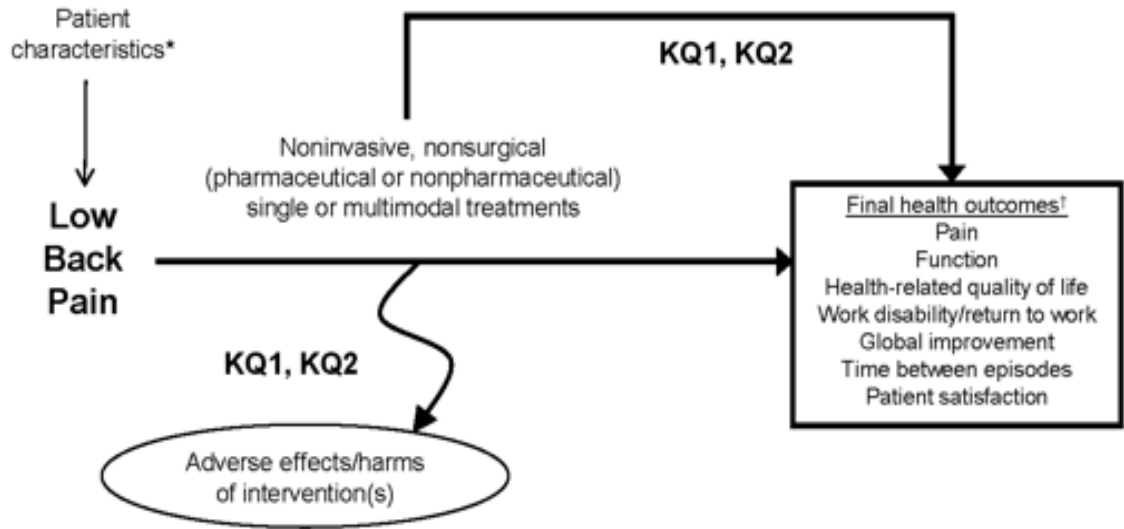 Patient
characteristics*
KQ1, KQ2
Noninvasive, nonsurgical
(pharmaceutical or nonpharmaceutical)
single or multimodal treatments
Low
Back
Pain
Final health outcomes†
Pain
Function
Health-related quality of life
Work disability/return to work
Global improvement
Time between episodes
Patient satisfaction
KQ1, KQ2
Adverse effects/harms
of intervention(s)